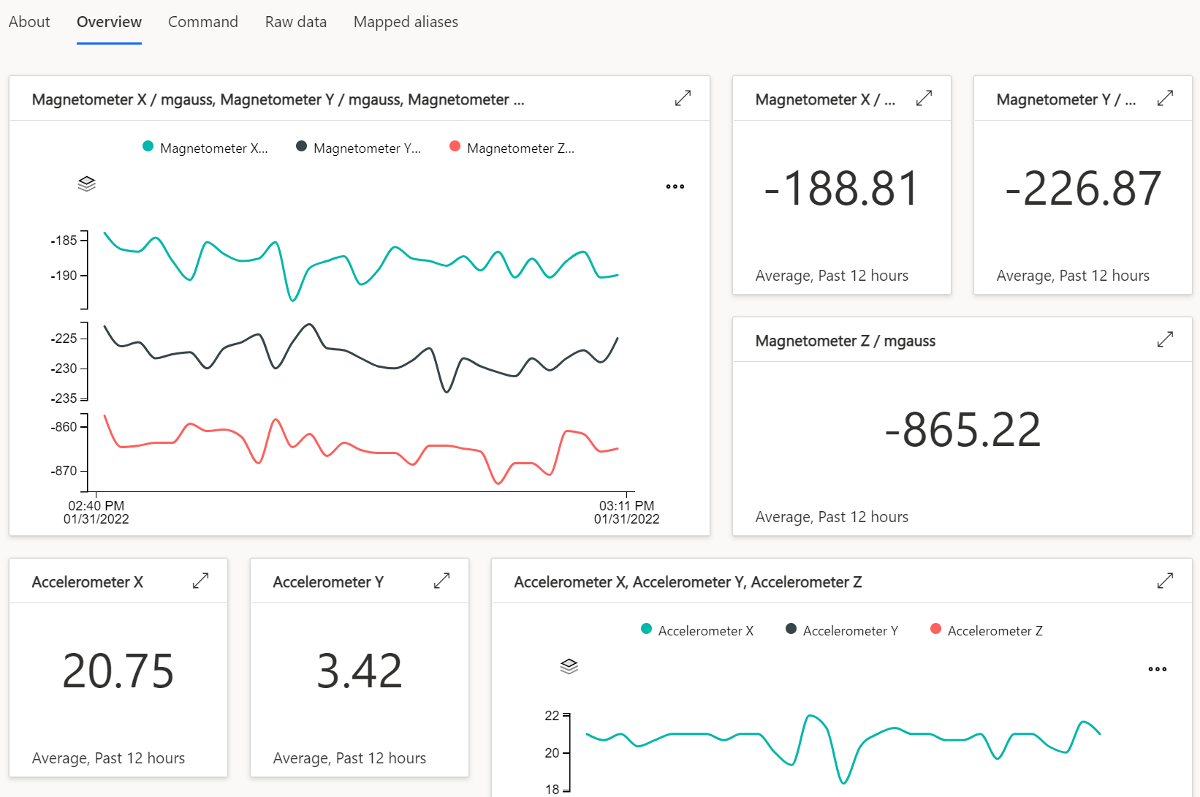 About Overview Command Raw data Mapped aliases
Magnetometer X / mgauss, Magnetometer Y / mgauss, Magnetometer ...
Magnetometer X... Magnetometer Y... Magnetometer Z...
-185
-190
-225
-230
-235
-860
-870
02:40 PM 03:11 PM
01/31/2022 01/31/2022
Magnetometer X / ...
-188.81
Average, Past 12 hours
Magnetometer Y / ...
-226.87
Average, Past 12 hours
Magnetometer Z / mgauss
-865.22
Average, Past 12 hours
Accelerometer X
20.75
Average, Past 12 hours
Accelerometer Y
3.42
Average, Past 12 hours
Accelerometer X, Accelerometer Y, Accelerometer Z
Accelerometer X Accelerometer Y Accelerometer Z
22
20
18